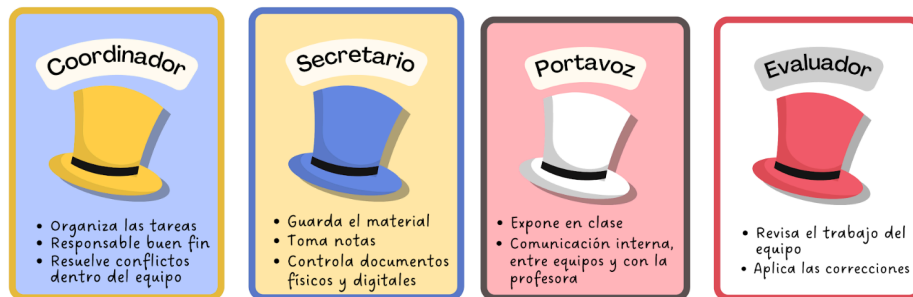 Coordinador
• Organiza las tareas
• Responsable buen fin
• Resuelve conflictos
dentro del equipo
Secretario
• Guarda el material
• Toma notas
• Controla documentos
físicos y digitales
Portavoz
• Expone en clase
• Comunicación interna,
entre equipos y con la
profesora
Evaluador
• Revisa el trabajo del
equipo
• Aplica las correcciones